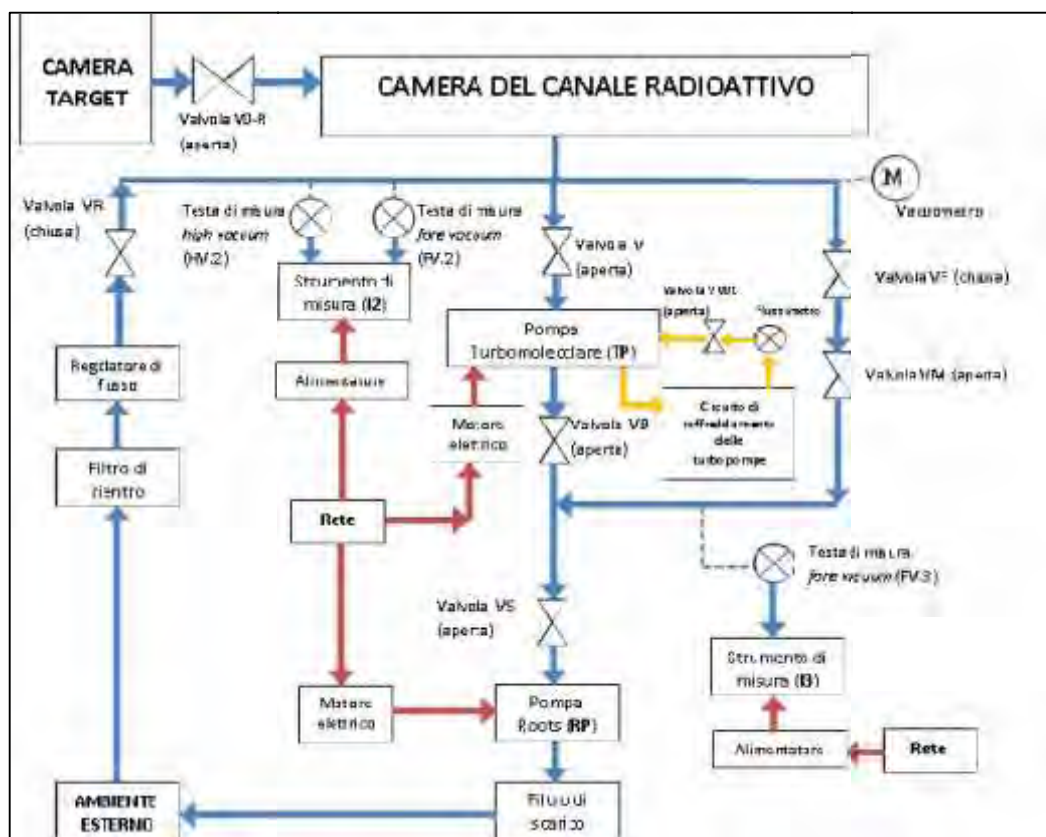 CAMERA
TARGET
CAMERA DEL CANALE RADIOATTIVO
(aperta)
M
Vacuometro
Valvola VR
(chiusa)
Testa di misura
high vacuum
(HV.2)
Testa di misura
fore vacuum
(FV.2)
Valvola V
(aperta)
Valvola
(aperta)
Flussimetro
Valvola VF (chiusa)
Strumento di
misura (I2)
Pompa
Turbomolecolare (TP)
Regolatore di
flusso
Alimentatore
Valvola VM (aperta)
Motore
elettrico
Valvola VB
(aperta)
Circuito di
raffreddamento
delle
turbo pompe
Filtro di
rientro
Rete
Testa di misura
fore vacuum (FV.3)
Valvola VS
(aperta)
Strumento di
misura (I3)
Motore
elettrico
Pompa
Roots (RP)
Alimentatore
Rete
AMBIENTE
ESTERNO
Filtro di
scarico